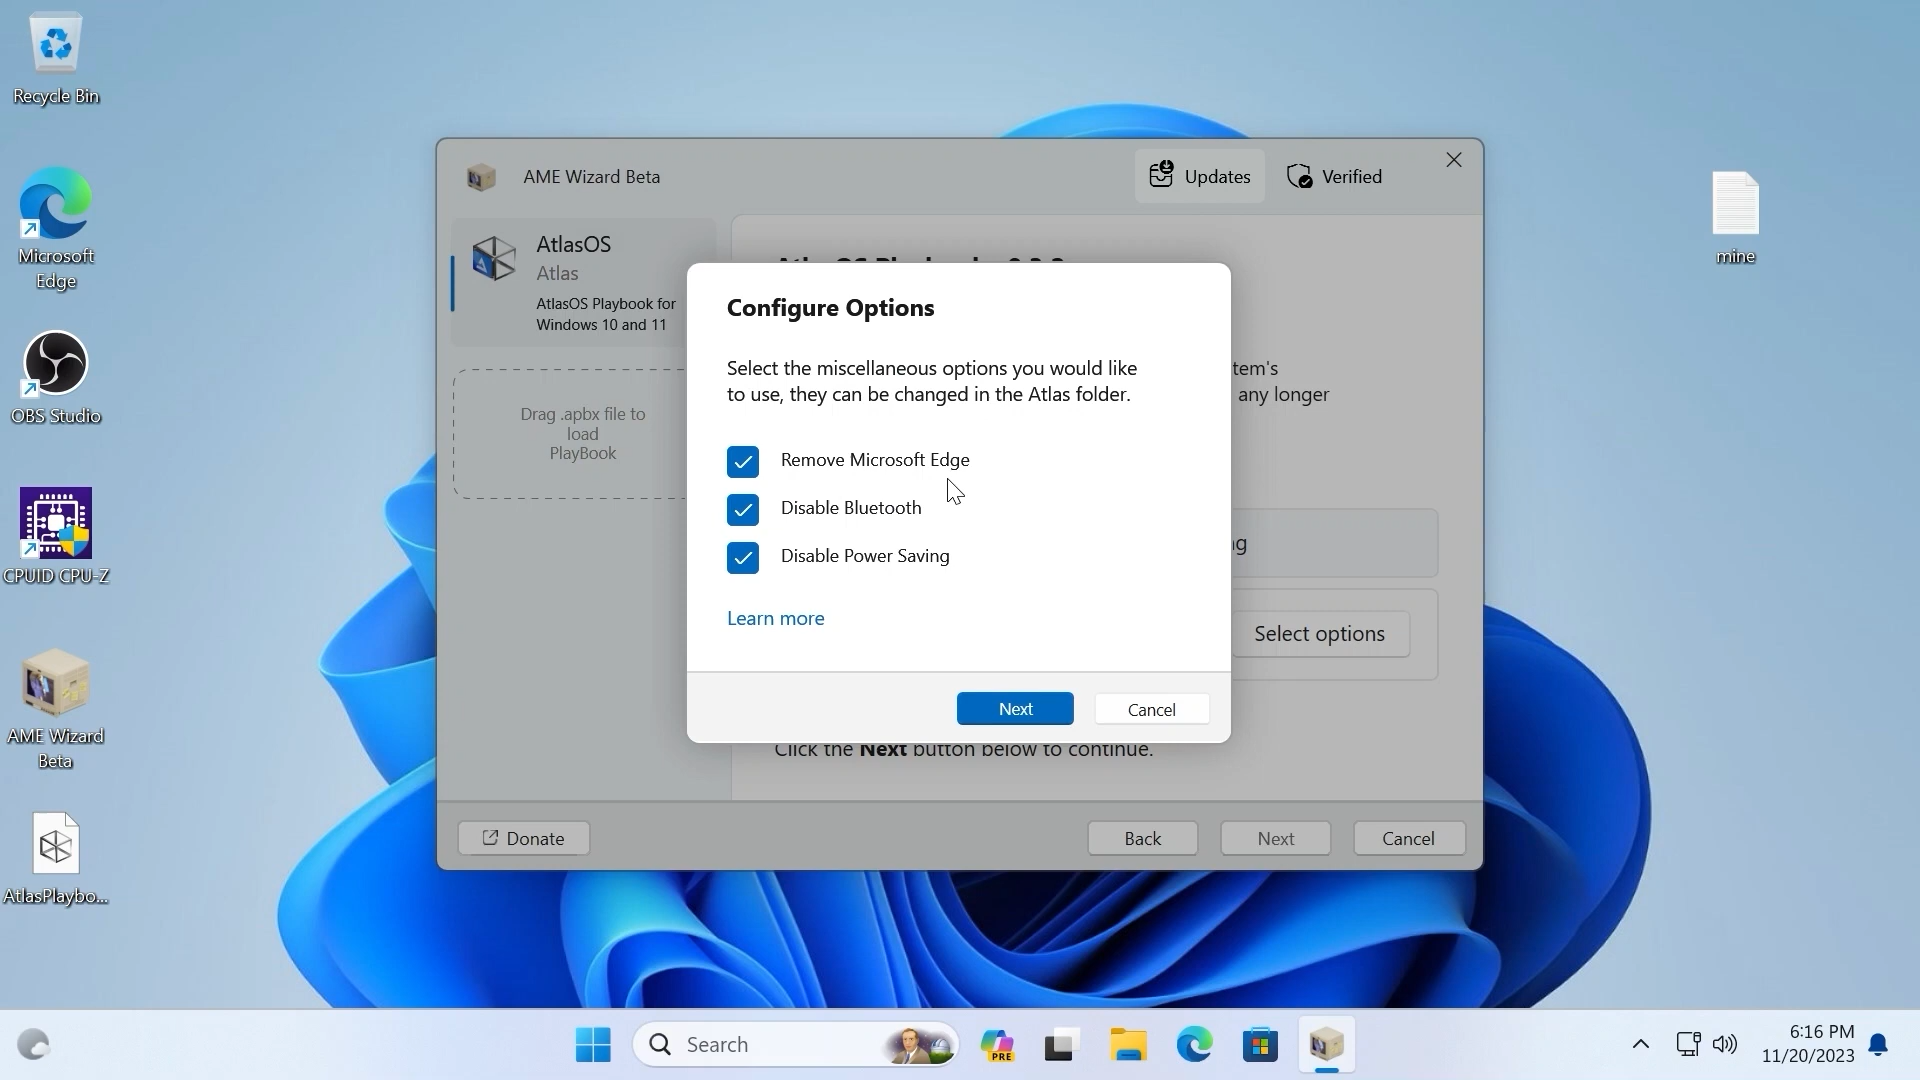 Recycle Bin
Microsoft
Edge
OBS Studio
CPUID CPU-Z
AME Wizard
Beta
AtlasPlaybo...
mine
AME Wizard Beta
Updates
Verified
AtlasOS
Atlas
AtlasOS Playbook for
Windows 10 and 11
Drag .apbx file to
load
PlayBook
tem's
any longer
Select options
Click the Next button below to continue.
Configure Options
Select the miscellaneous options you would like
to use, they can be changed in the Atlas folder.
Remove Microsoft Edge
Disable Bluetooth
Disable Power Saving
Learn more
Next
Cancel
Donate
Back
Next
Cancel
Search
PRE
6:16 PM
11/20/2023